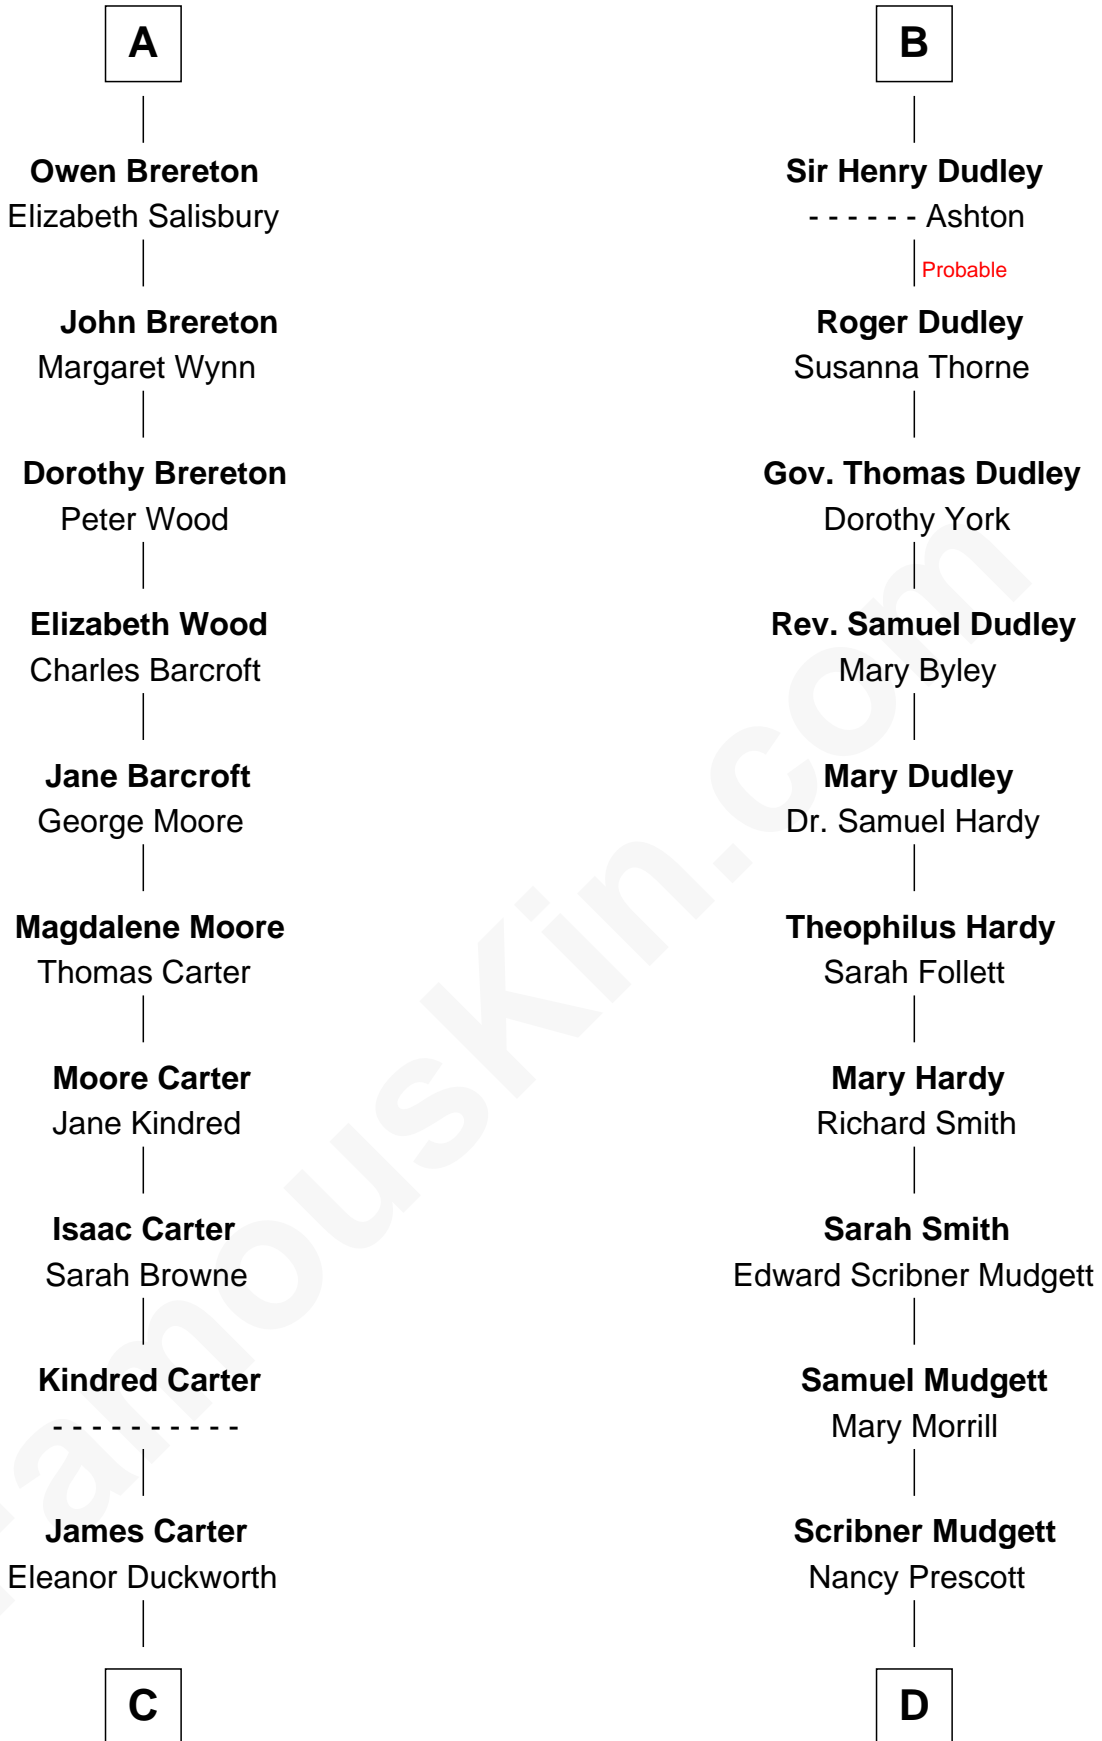 A
Owen Brereton
Elizabeth Salisbury
John Brereton
Margaret Wynn
Dorothy Brereton
Peter Wood
Elizabeth Wood
Charles Barcroft
Jane Barcroft
George Moore
Magdalene Moore
Thomas Carter
Moore Carter
Jane Kindred
Isaac Carter
Sarah Browne
Kindred Carter
- - - - - - - - - -
James Carter
Eleanor Duckworth
C
B
Sir Henry Dudley
- - - - - - Ashton
Probable
Roger Dudley
Susanna Thorne
Gov. Thomas Dudley
Dorothy York
Rev. Samuel Dudley
Mary Byley
Mary Dudley
Dr. Samuel Hardy
Theophilus Hardy
Sarah Follett
Mary Hardy
Richard Smith
Sarah Smith
Edward Scribner Mudgett
Samuel Mudgett
Mary Morrill
Scribner Mudgett
Nancy Prescott
D
FamousKin.com